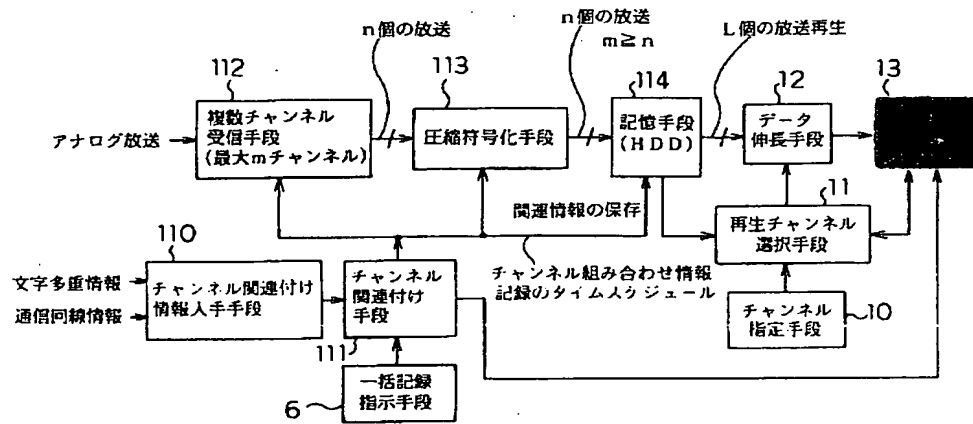 n個の放送
n個の放送
m≧n
L個の放送再生
112
113
114
12
13
アナログ放送
複数チャンネル
受信手段
(最大mチャンネル)
圧縮符号化手段
記憶手段
(HDD)
データ
伸長手段
11
再生チャンネル
選択手段
関連情報の保存
110
文字多重情報
通信回線情報
チャンネル関連付け
情報入手手段
チャンネル
関連付け
手段
111
チャンネル組み合わせ情報
記録のタイムスケジュール
チャンネル
指定手段
10
一括記録
指示手段
6